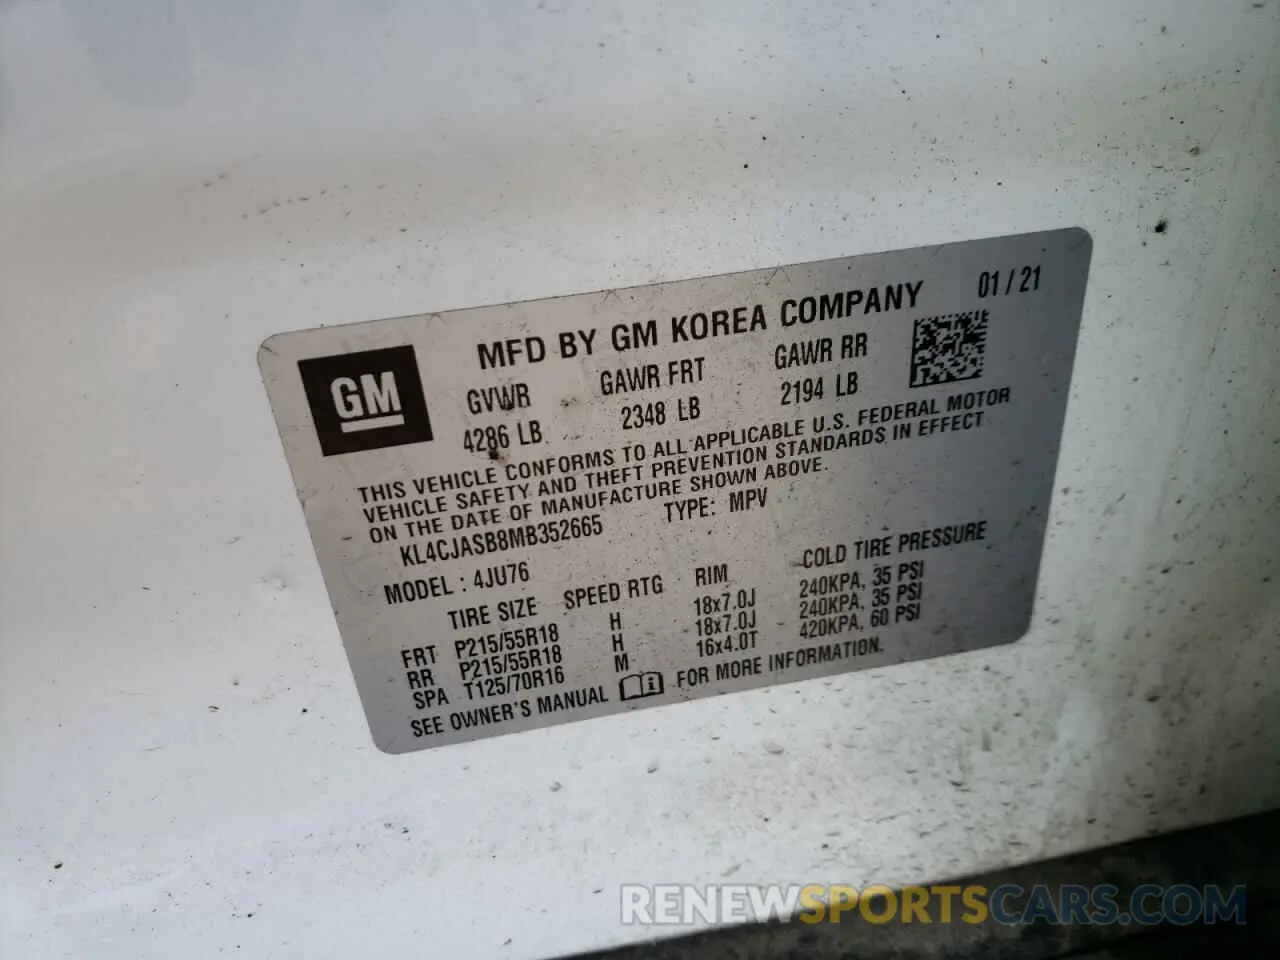 MFD BY GM KOREA COMPANY 01/21
GM
GVWR GAWR FRT GAWR RR
4286 LB 2348 LB 2194 LB
THIS VEHICLE CONFORMS TO ALL APPLICABLE U.S. FEDERAL MOTOR
VEHICLE SAFETY AND THEFT PREVENTION STANDARDS IN EFFECT
ON THE DATE OF MANUFACTURE SHOWN ABOVE.
KL4CJASB8MB352665 TYPE: MPV
MODEL: 4JU76
TIRE SIZE SPEED RTG RIM COLD TIRE PRESSURE
FRT P215/55R18 H 18x7.0J 240KPA, 35 PSI
RR P215/55R18 H 18x7.0J 240KPA, 35 PSI
SPA T125/70R16 M 16x4.0T 420KPA, 60 PSI
SEE OWNER'S MANUAL FOR MORE INFORMATION.
RENEWSPORTSCARS.COM